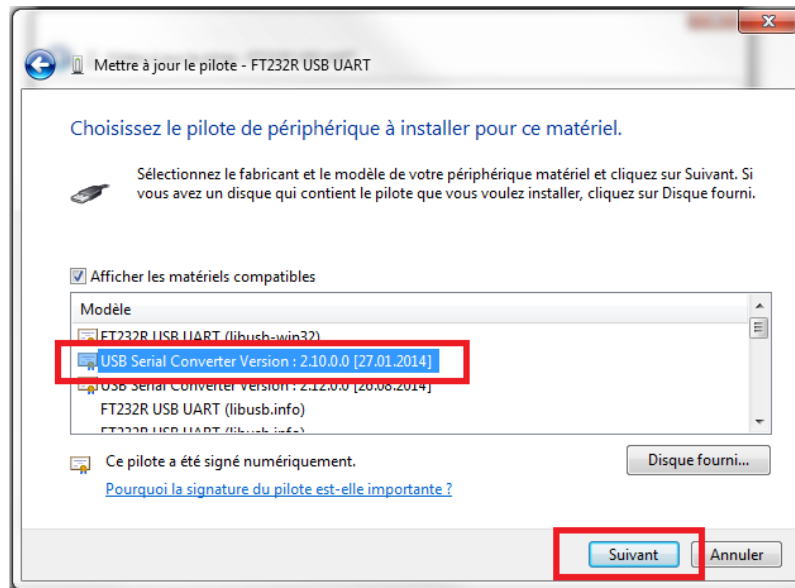 Mettre à jour le pilote - FT232R USB UART
Choisissez le pilote de périphérique à installer pour ce matériel.
Sélectionnez le fabricant et le modèle de votre périphérique matériel et cliquez sur Suivant. Si
vous avez un disque qui contient le pilote que vous voulez installer, cliquez sur Disque fourni.
Afficher les matériels compatibles
Modèle
FT232R USB UART (libusb-win32)
USB Serial Converter Version : 2.10.0.0 [27.01.2014]
USB Serial Converter Version : 2.12.0.0 [26.08.2014]
FT232R USB UART (libusb.info)
FT232R USB UART (libusb.info)
Ce pilote a été signé numériquement.
Disque fourni...
Pourquoi la signature du pilote est-elle importante ?
Suivant
Annuler